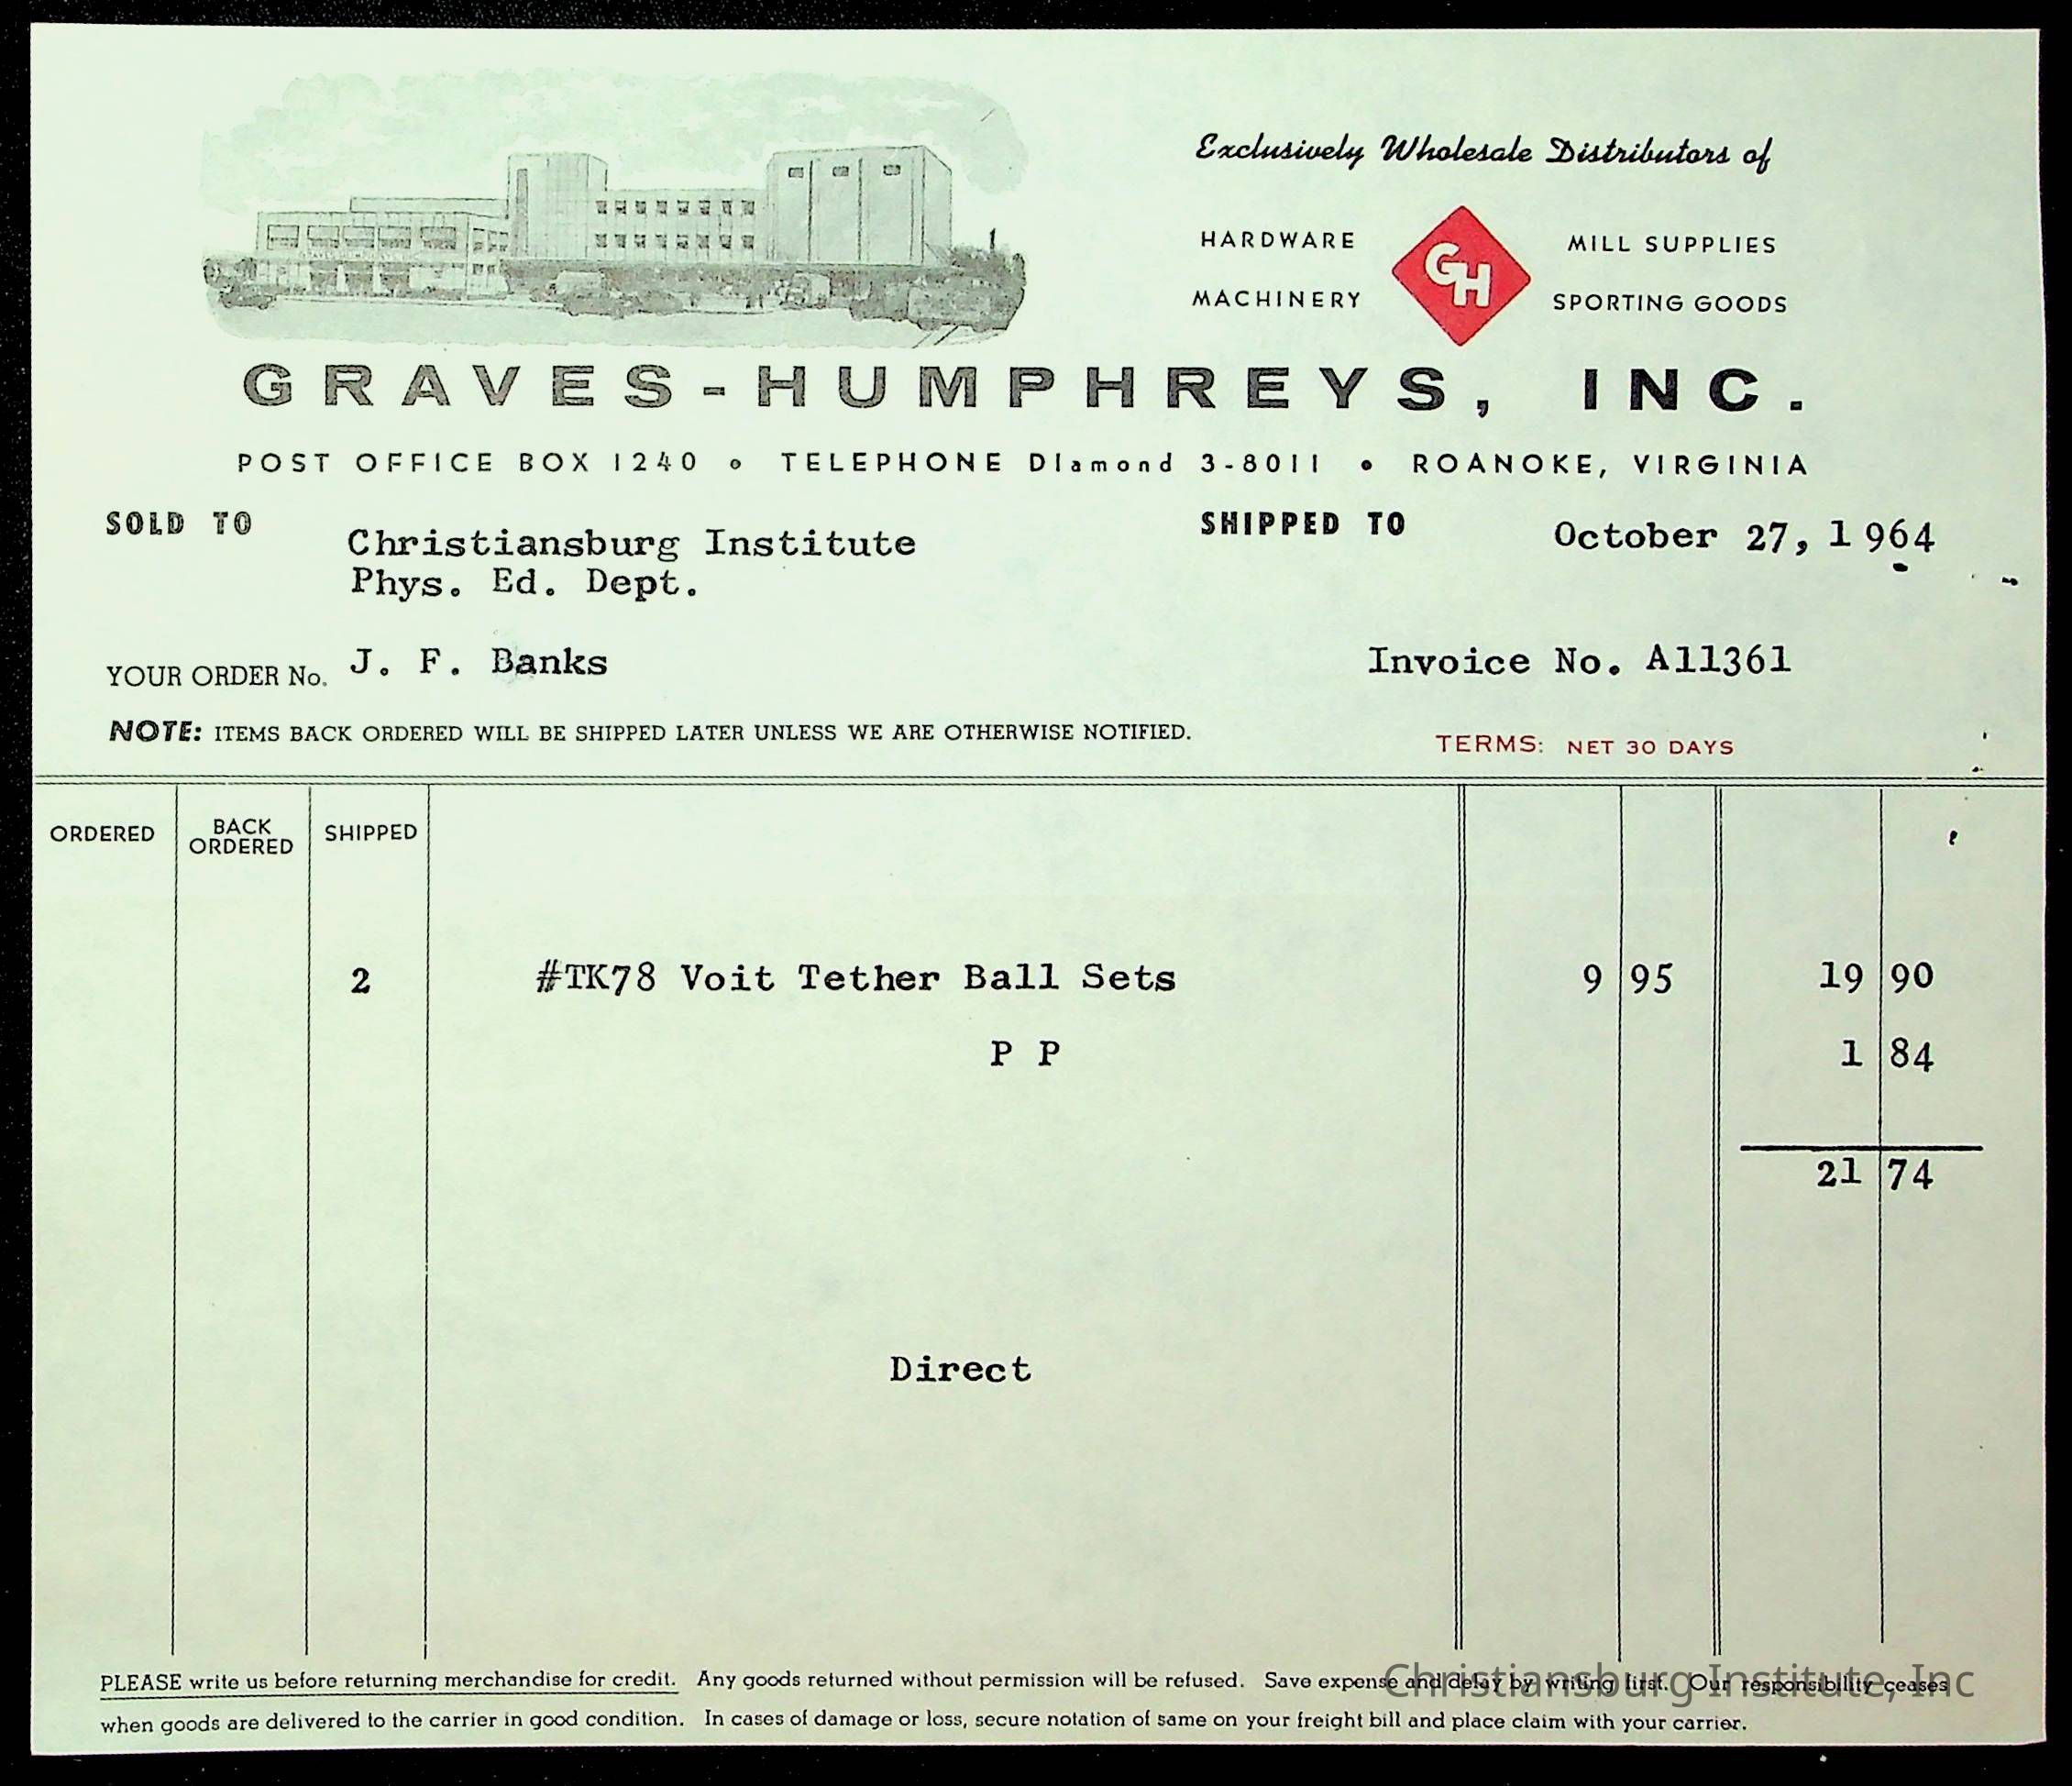 Exclusively Wholesale Distributors of
HARDWARE
MACHINERY
GH
MILL SUPPLIES
SPORTING GOODS
GRAVES-HUMPHREYS, INC.
POST OFFICE BOX 1240 • TELEPHONE DIamond 3-8011 • ROANOKE, VIRGINIA
SOLD TO
Christiansburg Institute
Phys. Ed. Dept.
SHIPPED TO
October 27, 1964
YOUR ORDER No. J. F. Banks
Invoice No. A11361
NOTE: ITEMS BACK ORDERED WILL BE SHIPPED LATER UNLESS WE ARE OTHERWISE NOTIFIED.
TERMS: NET 30 DAYS
ORDERED BACK ORDERED SHIPPED
2 #TK78 Voit Tether Ball Sets 9 95 19 90
P P 1 84
21 74
Direct
PLEASE write us before returning merchandise for credit. Any goods returned without permission will be refused. Save expense and delay by writing first. Our responsibility ceases
when goods are delivered to the carrier in good condition. In cases of damage or loss, secure notation of same on your freight bill and place claim with your carrier.
Christiansburg Institute, Inc